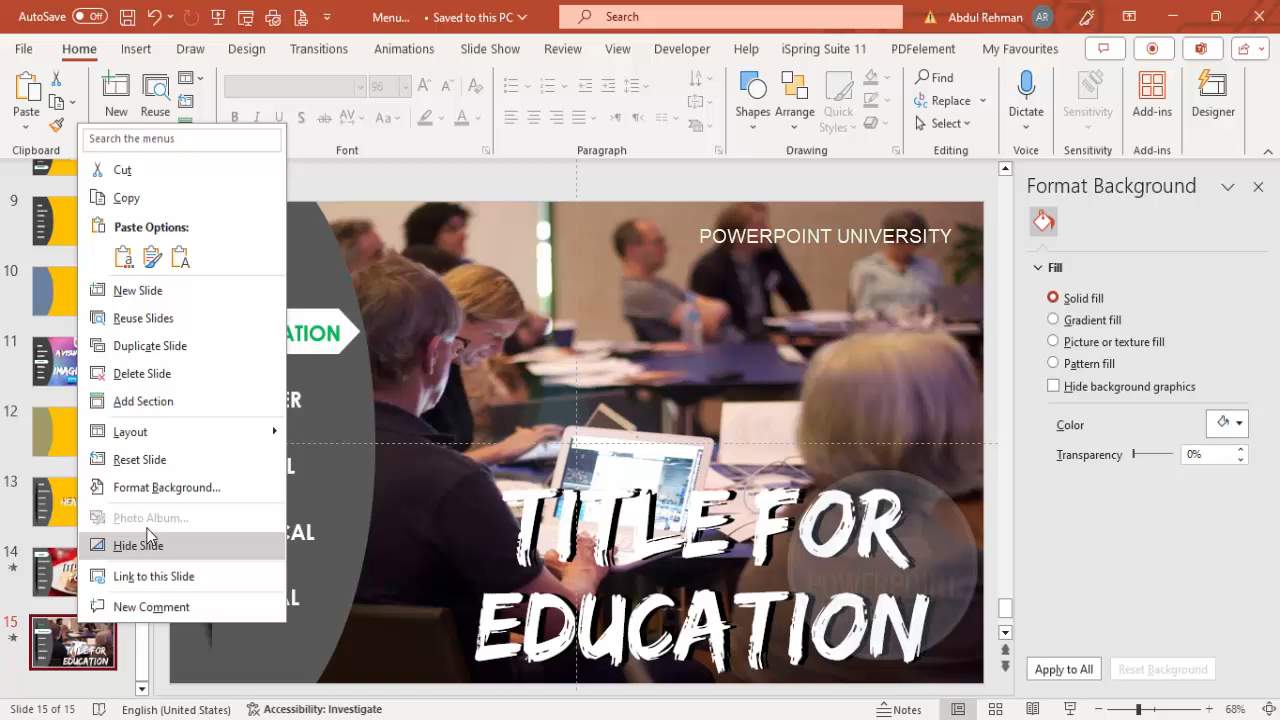 AutoSave Off Menu... • Saved to this PC Search Abdul Rehman AR
File Home Insert Draw Design Transitions Animations Slide Show Review View Developer Help iSpring Suite 11 PDFelement My Favourites
Paste New Reuse 96 Shapes Arrange Quick Styles Find Replace Select Dictate Sensitivity Add-ins Designer
Clipboard Font Paragraph Drawing Editing Voice Sensitivity Add-ins
Search the menus
Cut
Copy
Paste Options:
New Slide
Reuse Slides
Duplicate Slide
Delete Slide
Add Section
Layout
Reset Slide
Format Background...
Photo Album...
Hide Slide
Link to this Slide
New Comment
9
10
11
12
13
14
15
TITLE FOR
EDUCATION
POWERPOINT UNIVERSITY
ATION
ER
L
CAL
AL
TITLE FOR
EDUCATION
Format Background
Fill
Solid fill
Gradient fill
Picture or texture fill
Pattern fill
Hide background graphics
Color
Transparency 0%
Apply to All Reset Background
Slide 15 of 15 English (United States) Accessibility: Investigate Notes 68%